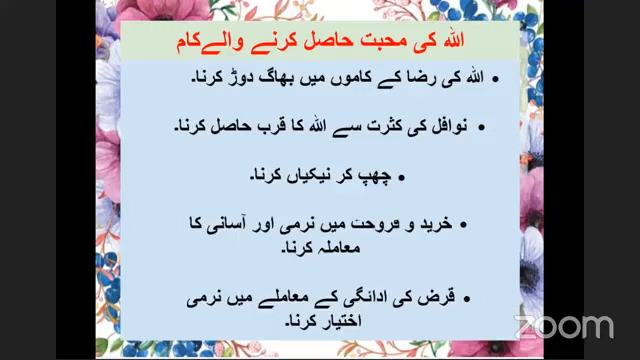 اللہ کی محبت حاصل کرنے والےکام
• اللہ کی رضا کے کاموں میں بھاگ دوڑ کرنا۔
• نوافل کی کثرت سے اللہ کا قرب حاصل کرنا۔
• چھپ کر نیکیاں کرنا۔
• خرید و فروخت میں نرمی اور آسانی کا
معاملہ کرنا۔
• قرض کی ادائگی کے معاملے میں نرمی
اختیار کرنا۔
zoom